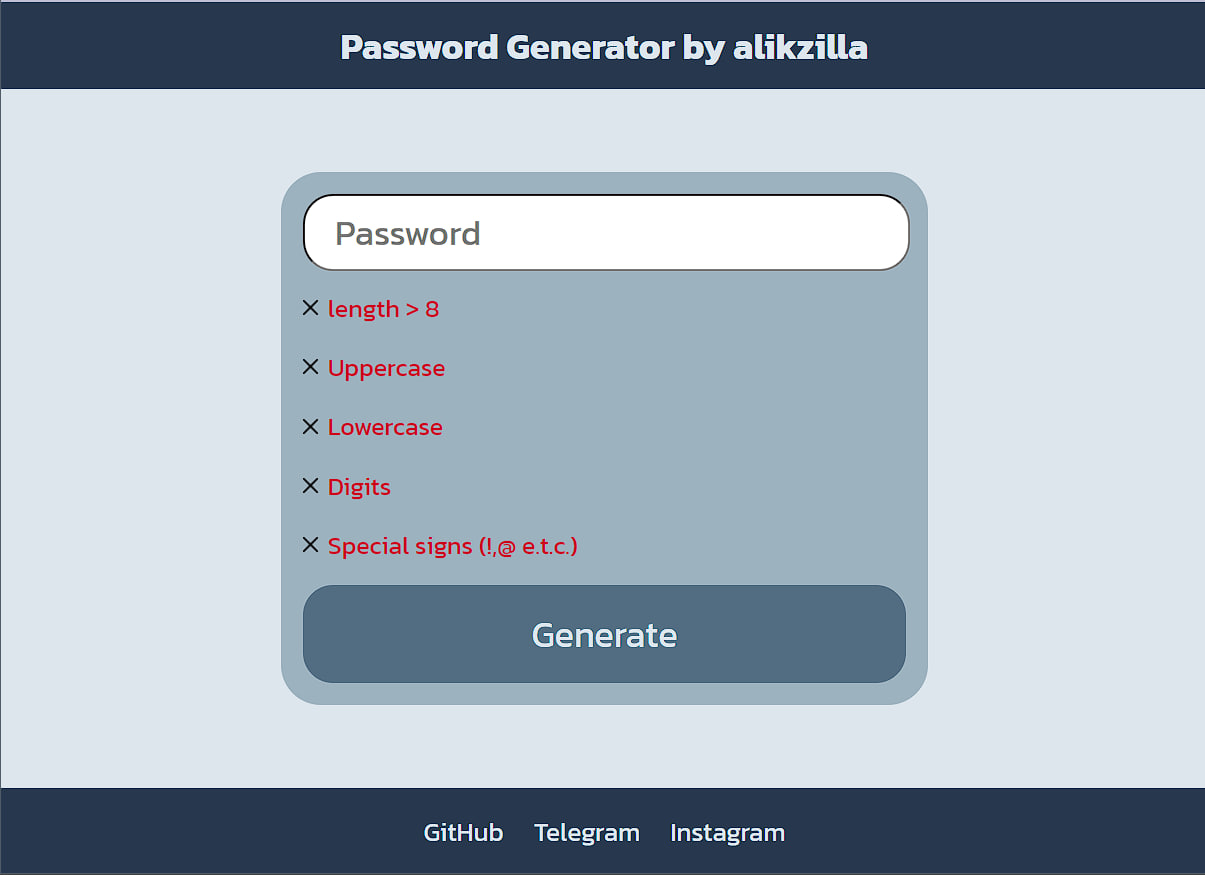 Password Generator by alikzilla
Password
length > 8
Uppercase
Lowercase
Digits
Special signs (!,@ e.t.c.)
Generate
GitHub Telegram Instagram